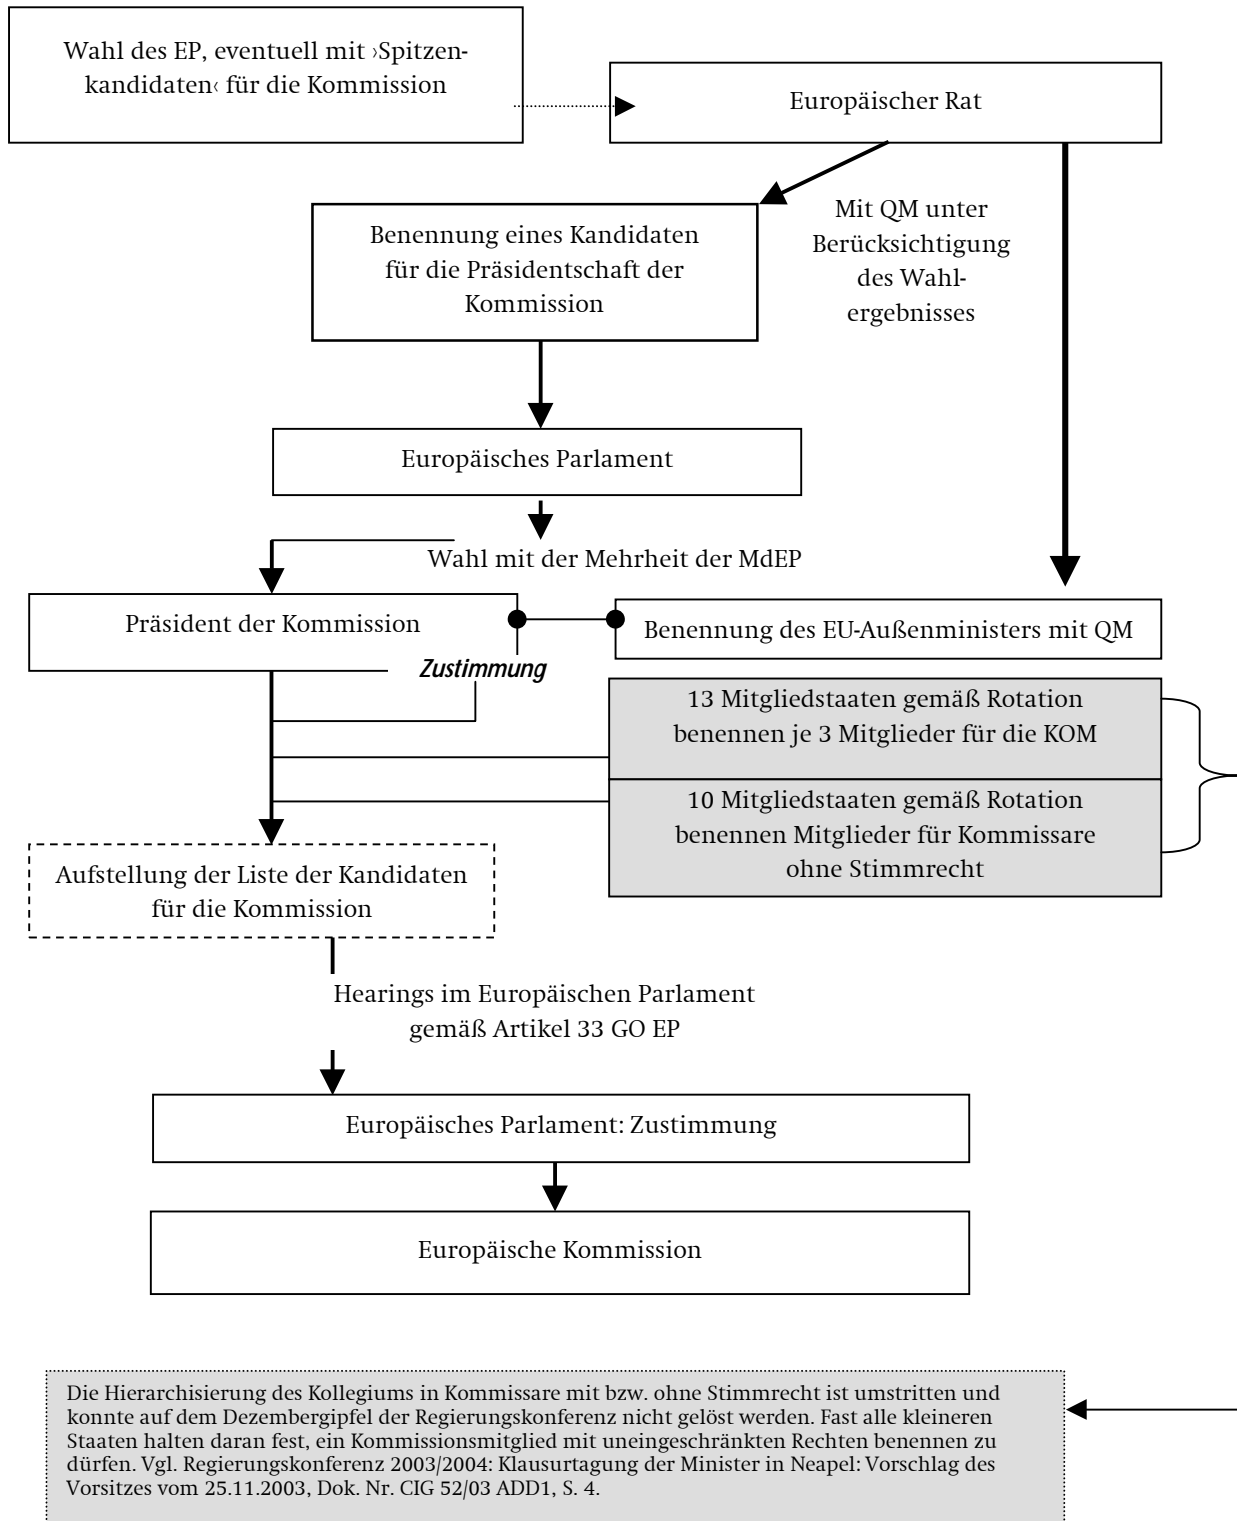 Wahl des EP, eventuell mit ›Spitzen-
kandidaten‹ für die Kommission
Europäischer Rat
Mit QM unter
Berücksichtigung
des Wahl-
ergebnisses
Benennung eines Kandidaten
für die Präsidentschaft der
Kommission
Europäisches Parlament
Wahl mit der Mehrheit der MdEP
Präsident der Kommission
Benennung des EU-Außenministers mit QM
Zustimmung
13 Mitgliedstaaten gemäß Rotation
benennen je 3 Mitglieder für die KOM
10 Mitgliedstaaten gemäß Rotation
benennen Mitglieder für Kommissare
ohne Stimmrecht
Aufstellung der Liste der Kandidaten
für die Kommission
Hearings im Europäischen Parlament
gemäß Artikel 33 GO EP
Europäisches Parlament: Zustimmung
Europäische Kommission
Die Hierarchisierung des Kollegiums in Kommissare mit bzw. ohne Stimmrecht ist umstritten und
konnte auf dem Dezembergipfel der Regierungskonferenz nicht gelöst werden. Fast alle kleineren
Staaten halten daran fest, ein Kommissionsmitglied mit uneingeschränkten Rechten benennen zu
dürfen. Vgl. Regierungskonferenz 2003/2004: Klausurtagung der Minister in Neapel: Vorschlag des
Vorsitzes vom 25.11.2003, Dok. Nr. CIG 52/03 ADD1, S. 4.